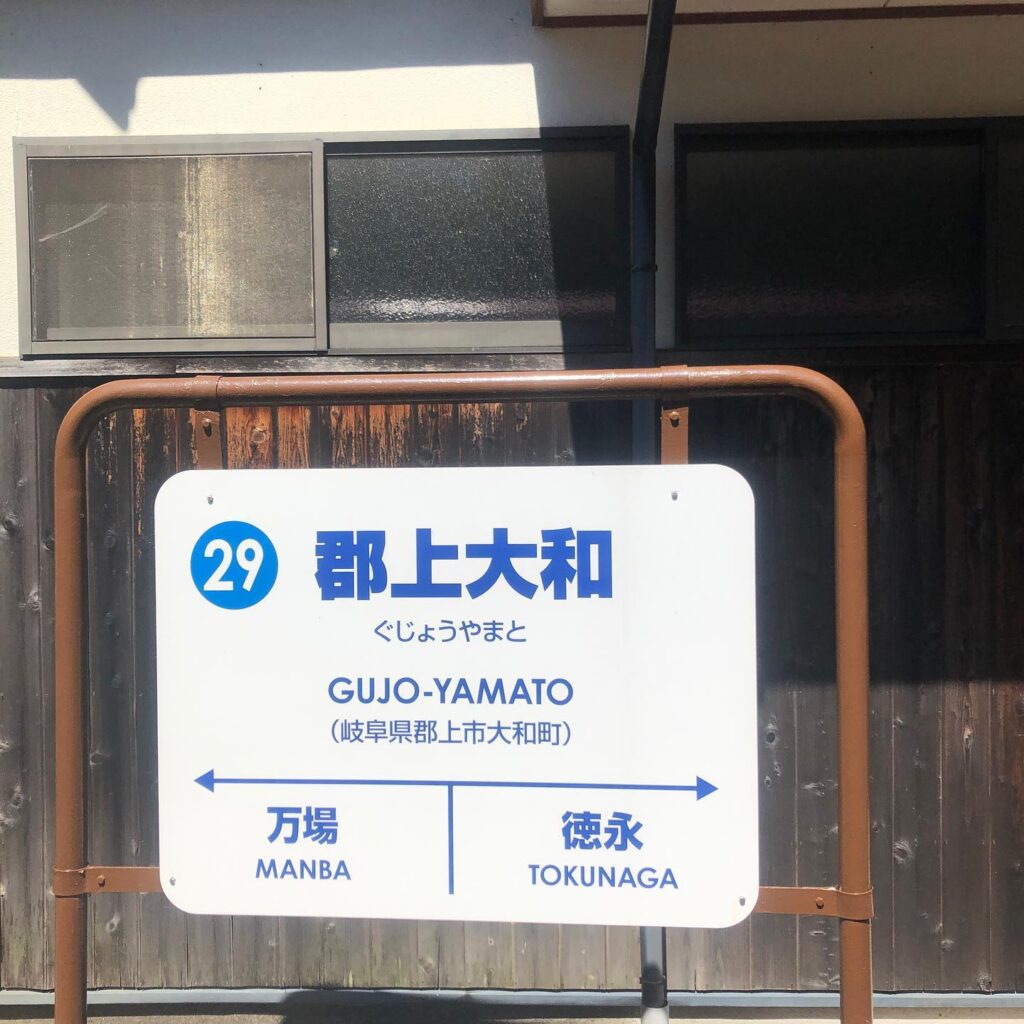 29 郡上大和
ぐじょうやまと
GUJO-YAMATO
(岐阜県郡上市大和町)
万場 徳永
MANBA TOKUNAGA